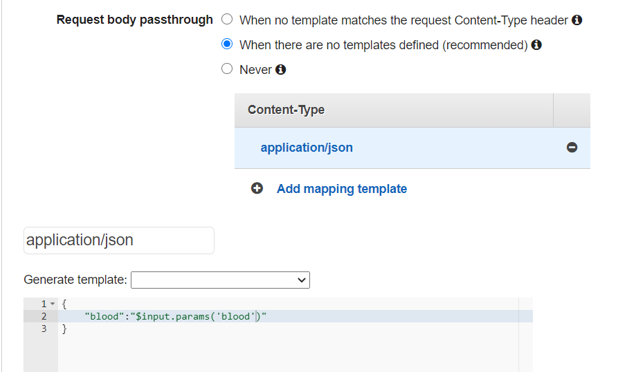 Request body passthrough
When no template matches the request Content-Type header
When there are no templates defined (recommended)
Never
Content-Type
application/json
Add mapping template
application/json
Generate template:
1 {
2 "blood":"$input.params('blood')"
3 }